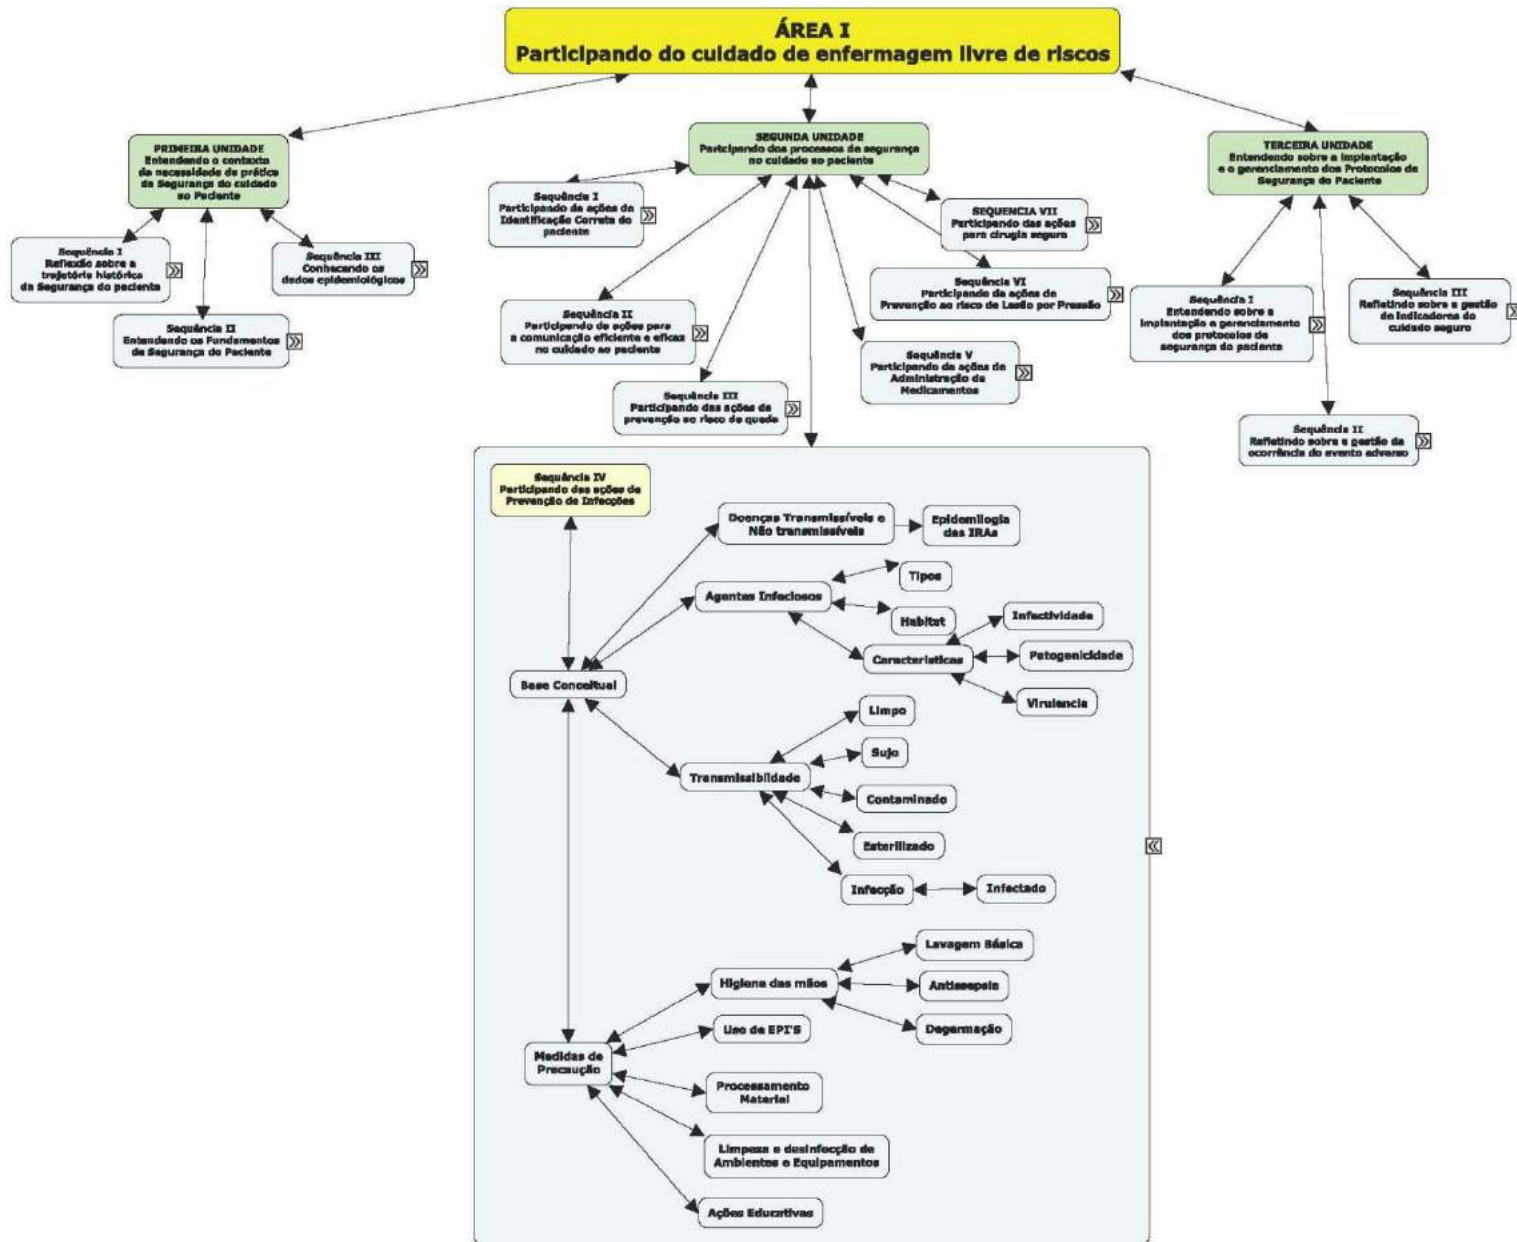 ÁREA I
Participando do cuidado de enfermagem livre de riscos
PRIMEIRA UNIDADE
Entendendo o contexto
da necessidade de prática
da Segurança do cuidado
ao Paciente
Sequência I
Reflexão sobre a
trajetória histórica
da Segurança do paciente
Sequência II
Entendendo os Fundamentos
de Segurança do Paciente
Sequência III
Conhecendo os
dados epidemiológicos
SEGUNDA UNIDADE
Participando dos processos de segurança
no cuidado ao paciente
Sequência I
Participando de ações de
Identificação Correta do
paciente
Sequência II
Participando de ações para
a comunicação eficiente e eficaz
no cuidado ao paciente
Sequência III
Participando das ações de
prevenção ao risco de queda
SEQUENCIA VII
Participando das ações
para cirugia segura
Sequência VI
Participando de ações de
Prevenção ao risco de Lesão por Pressão
Sequência V
Participando de ações de
Administração de
Medicamentos
TERCEIRA UNIDADE
Entendendo sobre a implantação
e o gerenciamento dos Protocolos de
Segurança do Paciente
Sequência I
Entendendo sobre a
implantação e gerenciamento
dos protocolos de
segurança do paciente
Sequência II
Refletindo sobre a gestão da
ocorrência do evento adverso
Sequência III
Refletindo sobre a gestão
de indicadores do
cuidado seguro
Sequência IV
Participando das ações de
Prevenção de Infecções
Base Conceitual
Doenças Transmissíveis e
Não transmissíveis
Epidemilogia
das IRAs
Agentes Infeciosos
Tipos
Habitat
Características
Infectividade
Patogenicidade
Virulencia
Transmissiblidade
Limpo
Sujo
Contaminado
Esterilizado
Infecção
Infectado
Medidas de
Precaução
Higiene das mãos
Lavagem Básica
Antissepsia
Degermação
Uso de EPI'S
Processamento
Material
Limpeza e desinfecção de
Ambientes e Equipamentos
Ações Educativas